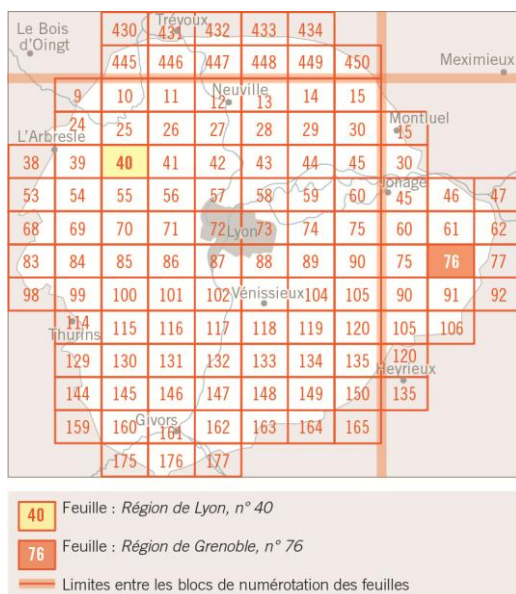 Trévoux
Le Bois
d'Oingt
430 431 432 433 434
445 446 447 448 449 450
Meximieux
Neuville
9 10 11 12 13 14 15
24 25 26 27 28 29 30 15
Montluel
L'Arbresle
38 39 40 41 42 43 44 45 30
Jonage
53 54 55 56 57 58 59 60 45 46 47
68 69 70 71 72 73 74 75 60 61 62
Lyon
83 84 85 86 87 88 89 90 75 76 77
98 99 100 101 102 Vénissieux 104 105 90 91 92
114 115 116 117 118 119 120 105 106
Thurins
129 130 131 132 133 134 135 120
Heyrieux
144 145 146 147 148 149 150 135
Givors
159 160 161 162 163 164 165
175 176 177
40 Feuille : Région de Lyon, n° 40
76 Feuille : Région de Grenoble, n° 76
Limites entre les blocs de numérotation des feuilles